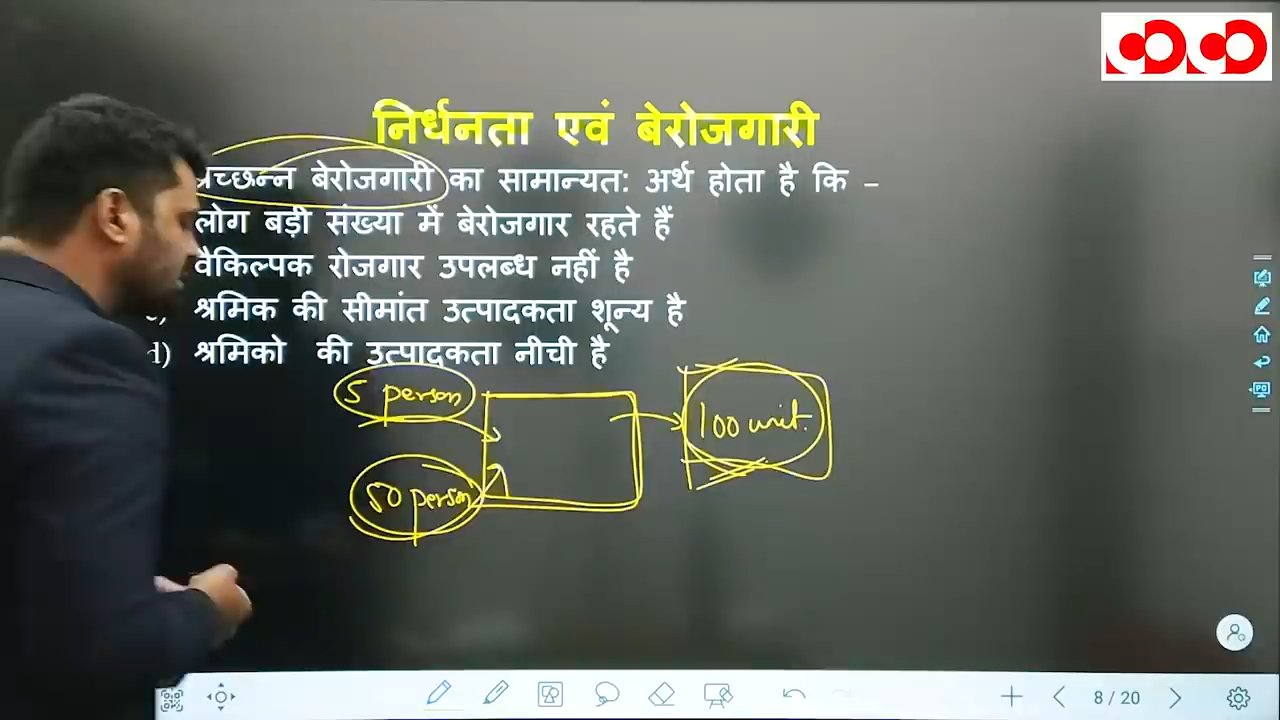 निर्धनता एवं बेरोजगारी
प्रच्छन्न बेरोजगारी का सामान्यत: अर्थ होता है कि –
लोग बड़ी संख्या में बेरोजगार रहते हैं
वैकिल्पक रोजगार उपलब्ध नहीं है
श्रमिक की सीमांत उत्पादकता शून्य है
d) श्रमिको की उत्पादकता नीची है
5 person
100 unit.
50 person
8 / 20